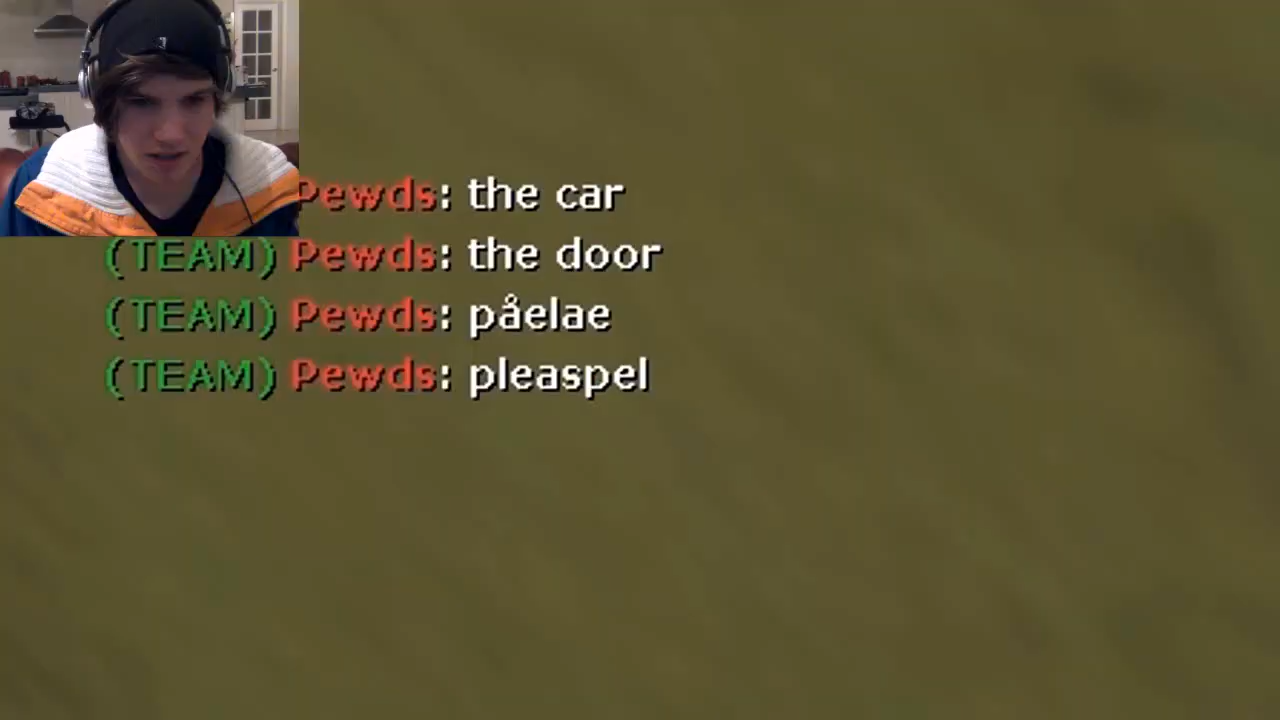 Pewds: the car
(TEAM) Pewds: the door
(TEAM) Pewds: påelae
(TEAM) Pewds: pleaspel